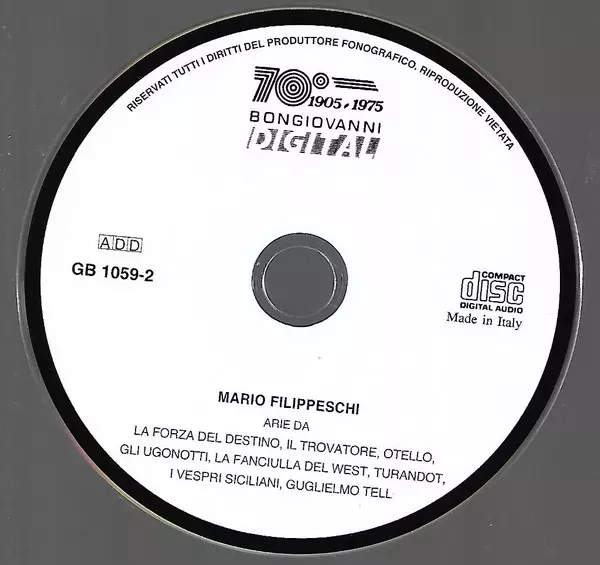 RISERVATI TUTTI I DIRITTI DEL PRODUTTORE FONOGRAFICO. RIPRODUZIONE VIETATA
70°
1905 • 1975
BONGIOVANNI
DIGITAL
ADD
GB 1059-2
COMPACT
disc
DIGITAL AUDIO
Made in Italy
MARIO FILIPPESCHI
ARIE DA
LA FORZA DEL DESTINO, IL TROVATORE, OTELLO,
GLI UGONOTTI, LA FANCIULLA DEL WEST, TURANDOT,
I VESPRI SICILIANI, GUGLIELMO TELL